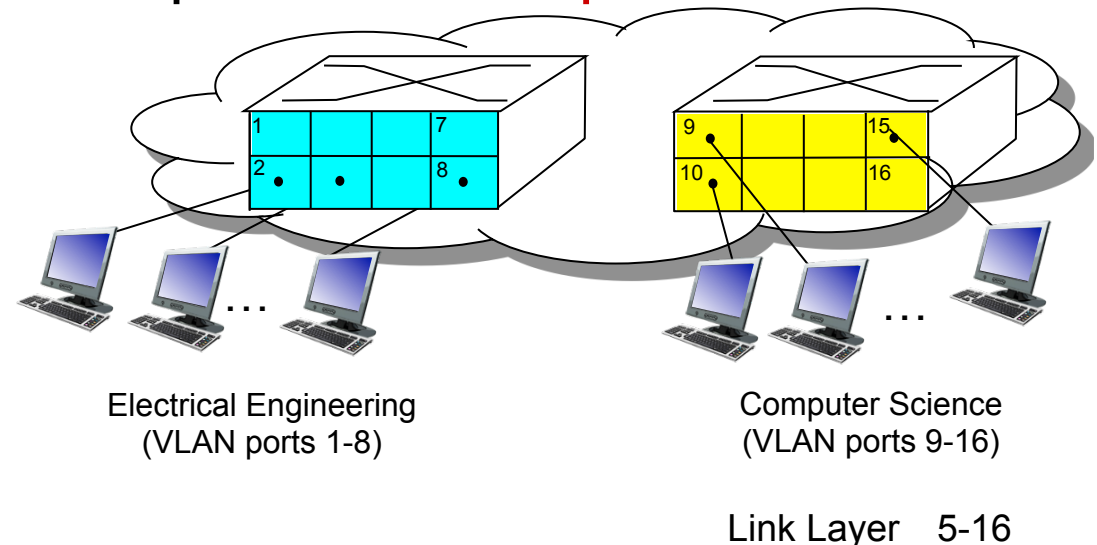 1 7
2 8
9 15
10 16
... ...
Electrical Engineering
(VLAN ports 1-8)
Computer Science
(VLAN ports 9-16)
Link Layer 5-16